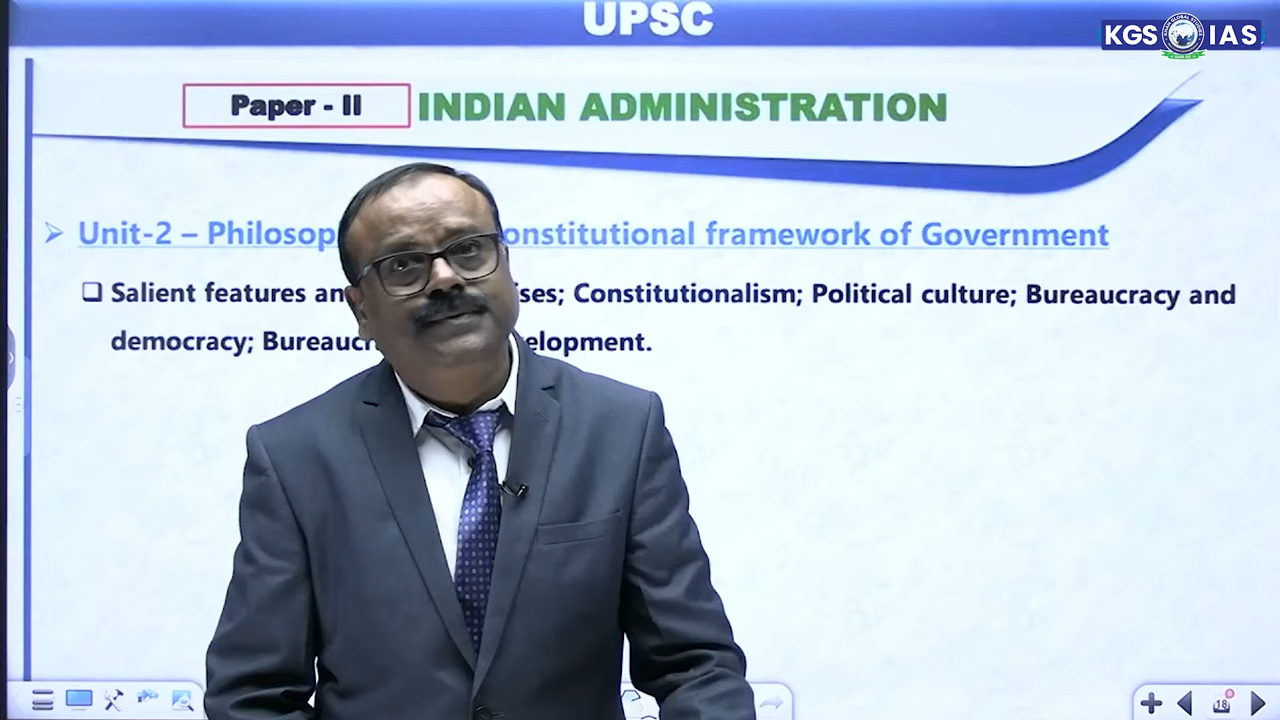 UPSC
KGS IAS
Paper - II INDIAN ADMINISTRATION
Unit-2 – Philosop onstitutional framework of Government
Salient features an ises; Constitutionalism; Political culture; Bureaucracy and
democracy; Bureauc elopment.
18